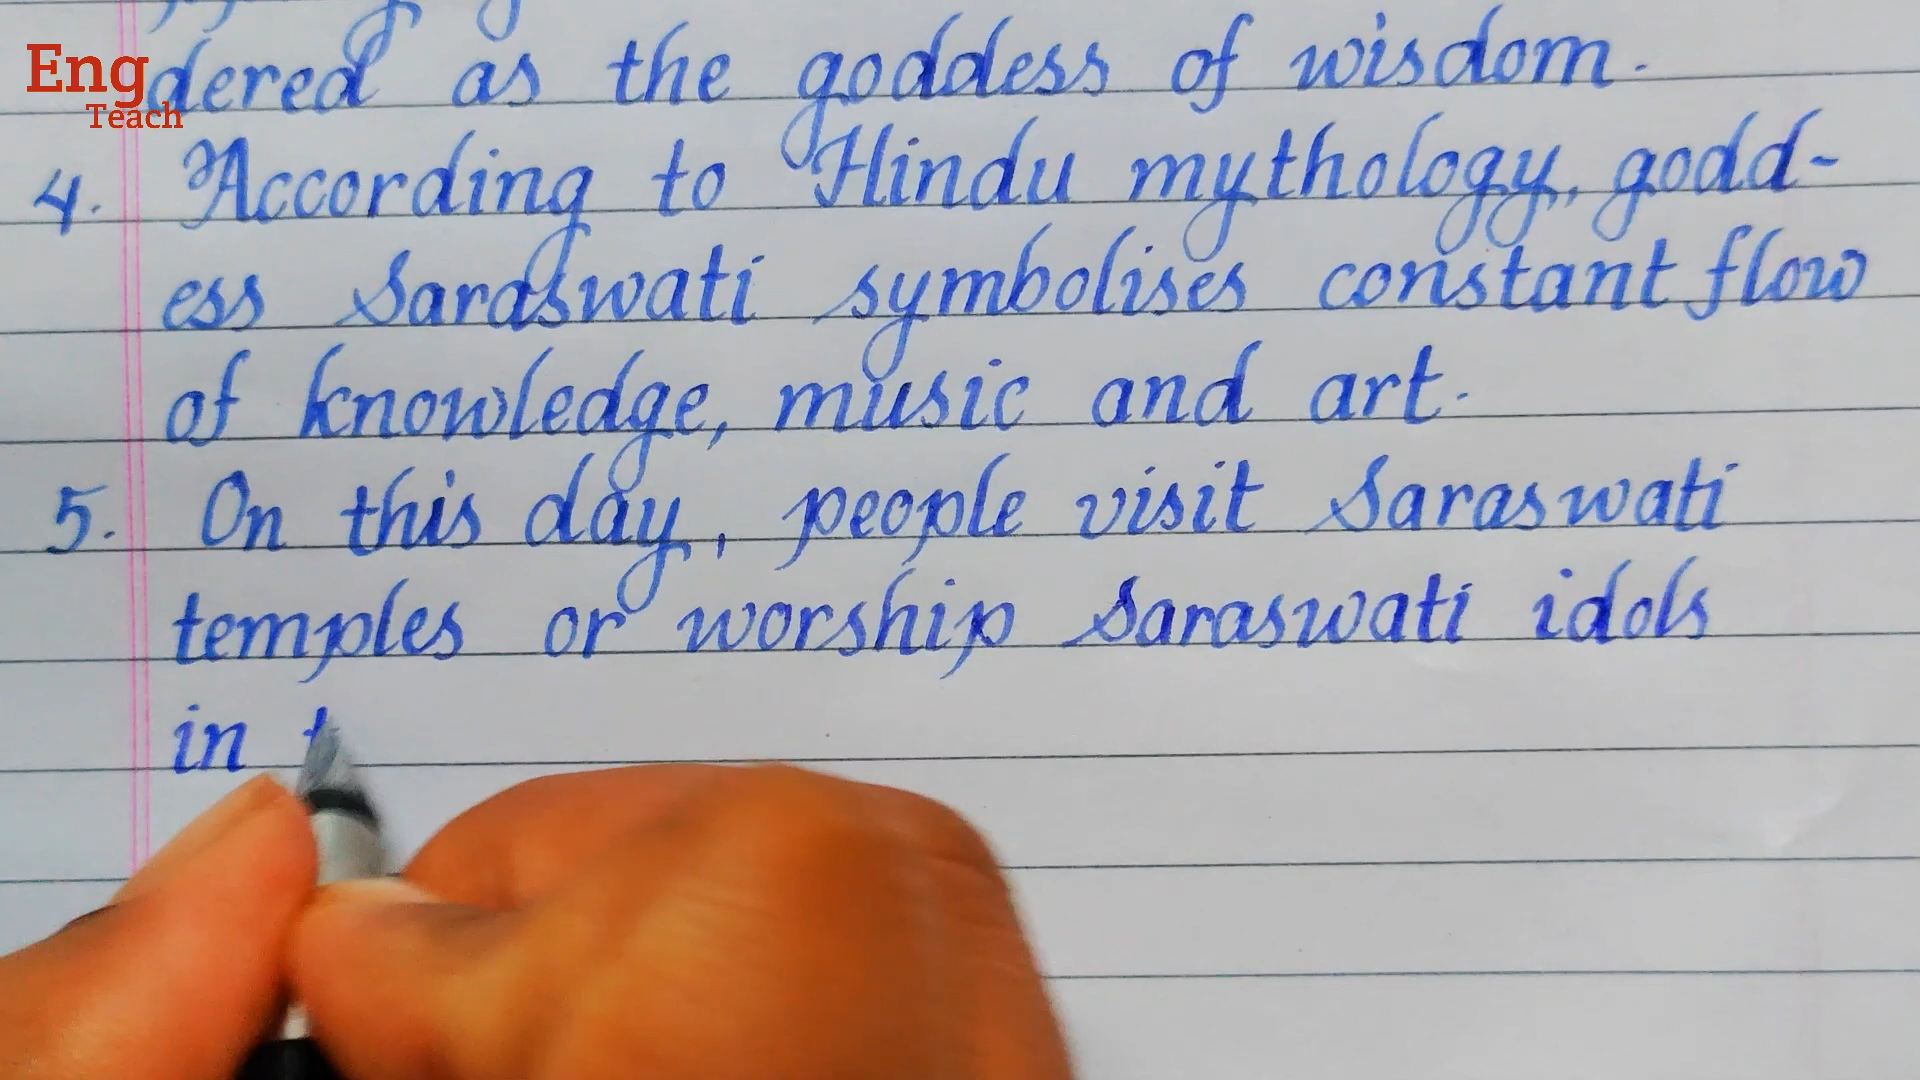 Eng
Teach
dered as the goddess of wisdom.
4. According to Hindu mythology, godd-
ess Saraswati symbolises constant flow
of knowledge, music and art.
5. On this day, people visit Saraswati
temples or worship Saraswati idols
in t